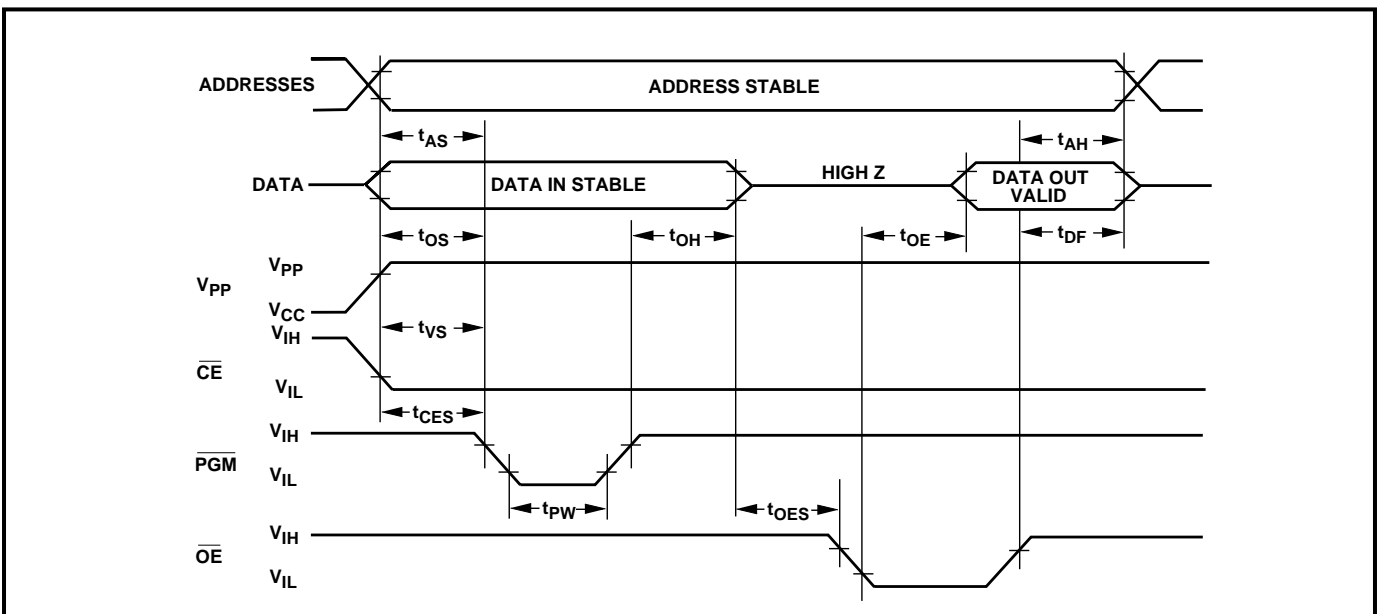 ADDRESSES
ADDRESS STABLE
tAS
tAH
DATA
DATA IN STABLE
HIGH Z
DATA OUT
VALID
tOS
tOH
tOE
tDF
VPP
VPP
VCC
tVS
VIH
CE
VIL
tCES
VIH
PGM
VIL
tPW
tOES
VIH
OE
VIL